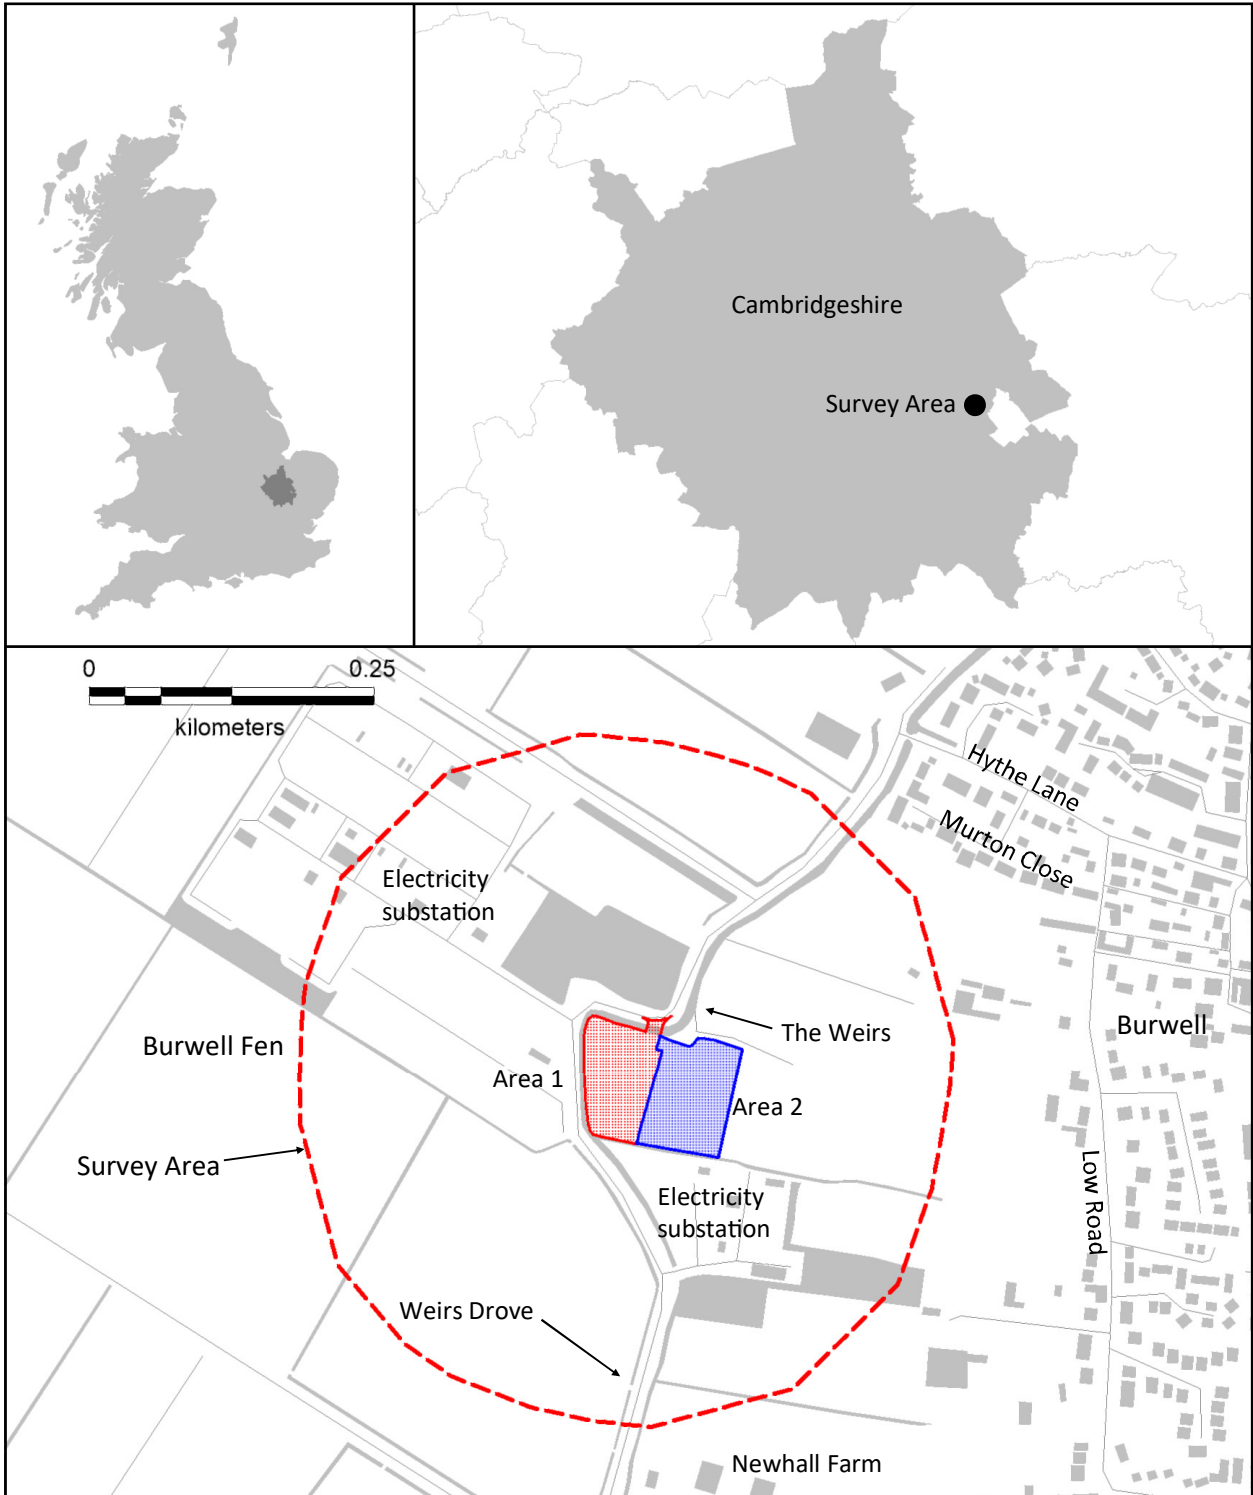 Cambridgeshire
Survey Area
0 0.25
kilometers
Hythe Lane
Murton Close
Electricity
substation
The Weirs
Burwell
Burwell Fen
Area 1
Area 2
Survey Area
Electricity
substation
Low Road
Weirs Drove
Newhall Farm